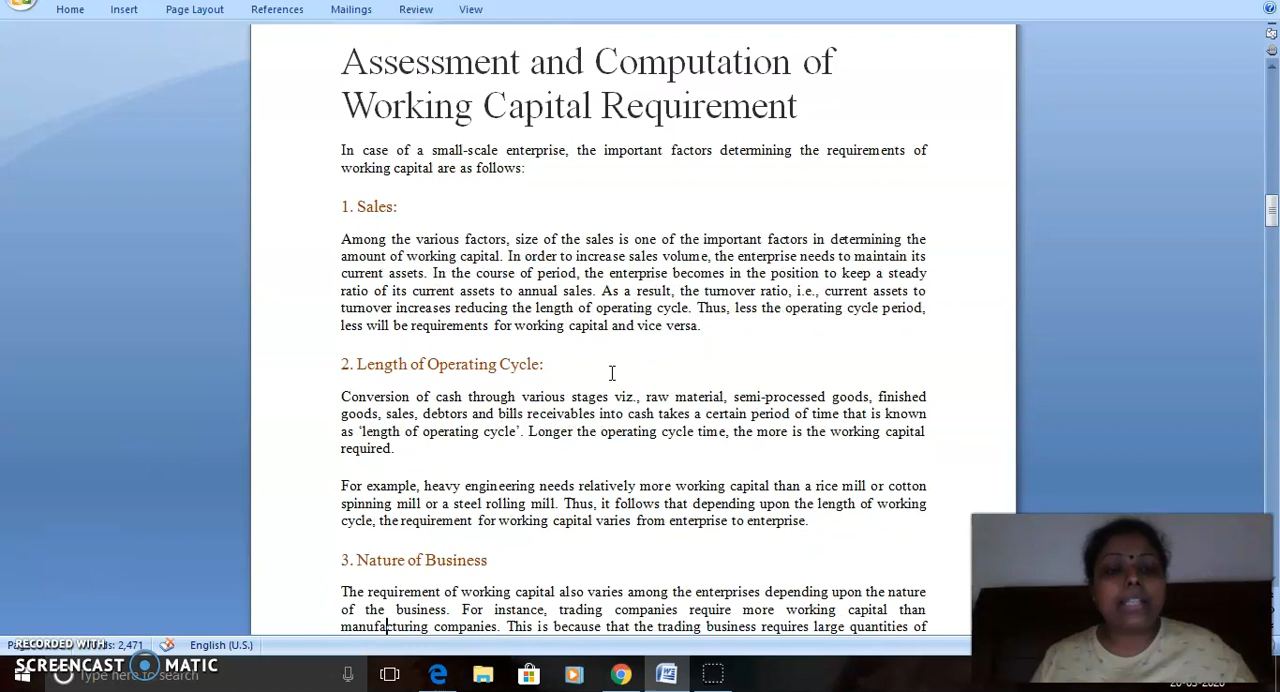 Home Insert Page Layout References Mailings Review View
Assessment and Computation of
Working Capital Requirement
In case of a small-scale enterprise, the important factors determining the requirements of
working capital are as follows:
1. Sales:
Among the various factors, size of the sales is one of the important factors in determining the
amount of working capital. In order to increase sales volume, the enterprise needs to maintain its
current assets. In the course of period, the enterprise becomes in the position to keep a steady
ratio of its current assets to annual sales. As a result, the turnover ratio, i.e., current assets to
turnover increases reducing the length of operating cycle. Thus, less the operating cycle period,
less will be requirements for working capital and vice versa.
2. Length of Operating Cycle:
Conversion of cash through various stages viz., raw material, semi-processed goods, finished
goods, sales, debtors and bills receivables into cash takes a certain period of time that is known
as ‘length of operating cycle’. Longer the operating cycle time, the more is the working capital
required.
For example, heavy engineering needs relatively more working capital than a rice mill or cotton
spinning mill or a steel rolling mill. Thus, it follows that depending upon the length of working
cycle, the requirement for working capital varies from enterprise to enterprise.
3. Nature of Business
The requirement of working capital also varies among the enterprises depending upon the nature
of the business. For instance, trading companies require more working capital than
manufacturing companies. This is because that the trading business requires large quantities of
2,471 English (U.S.)
RECORDED WITH
SCREENCAST MATIC
Type here to search